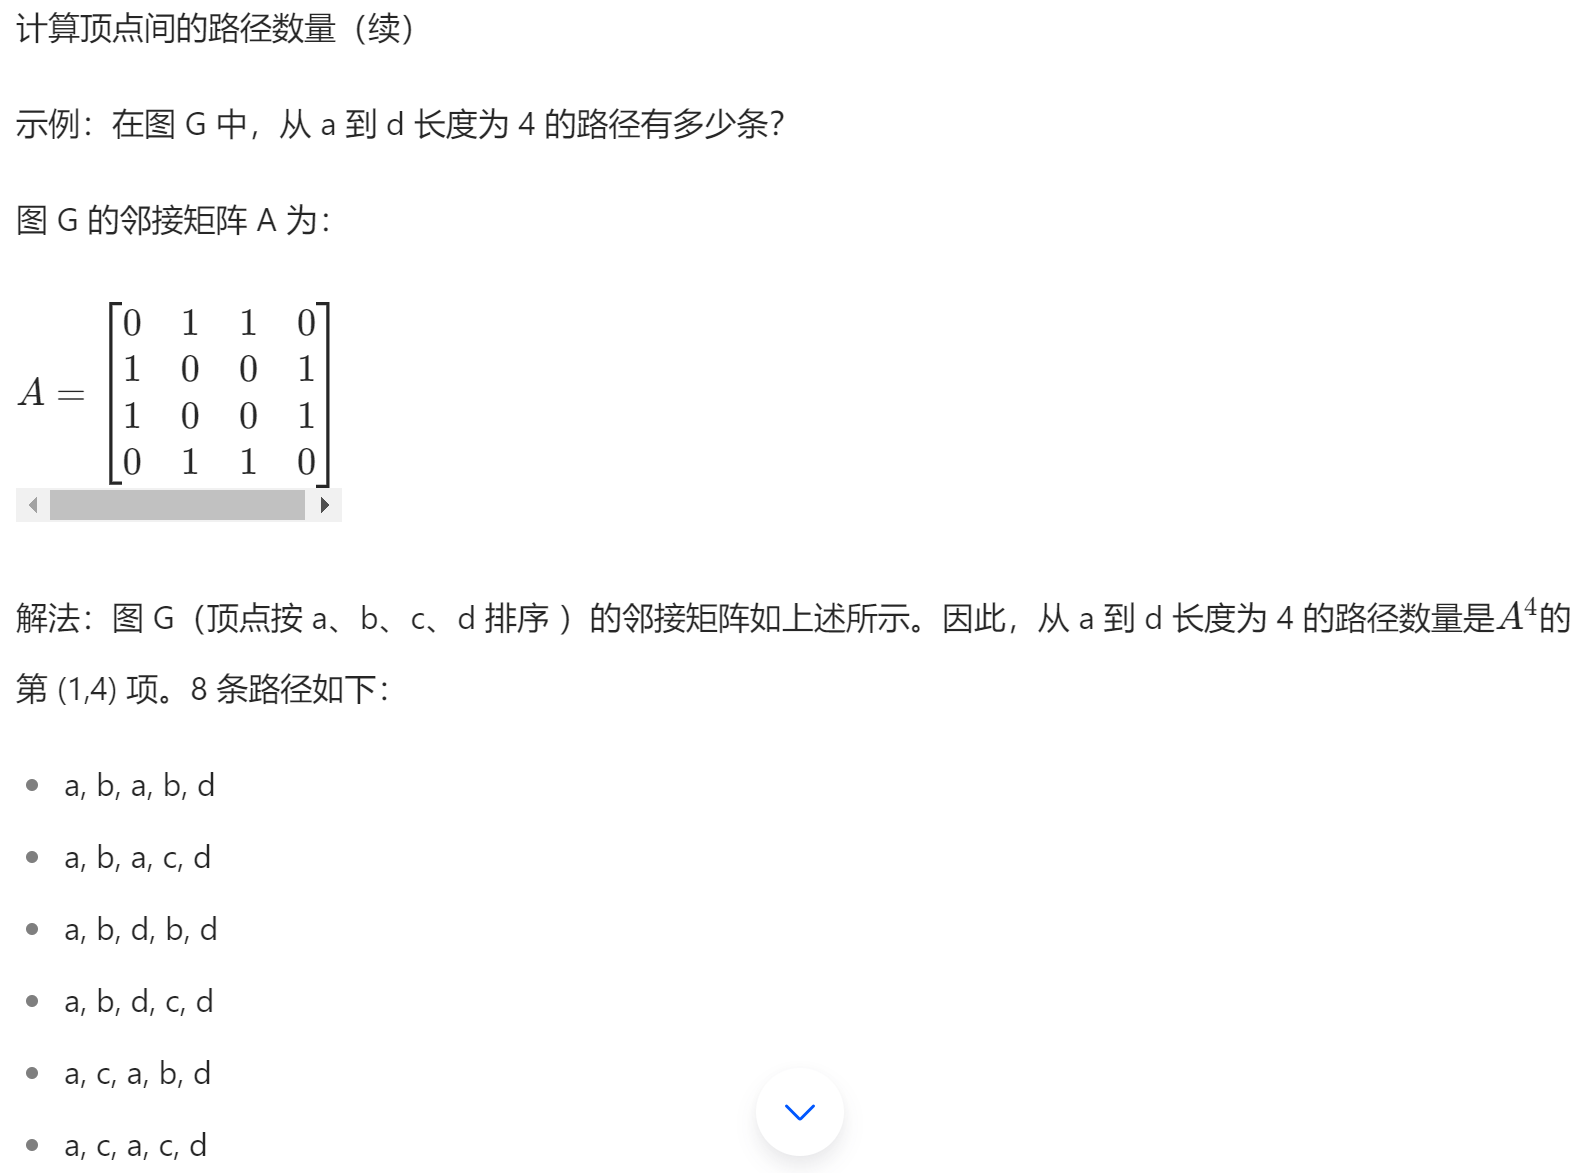 计算顶点间的路径数量（续）
示例：在图 G 中，从 a 到 d 长度为 4 的路径有多少条？
图 G 的邻接矩阵 A 为：
0 1 1 0
1 0 0 1
A =
1 0 0 1
0 1 1 0
解法：图 G（顶点按 a、b、c、d 排序 ）的邻接矩阵如上述所示。因此，从 a 到 d 长度为 4 的路径数量是A⁴的
第 (1,4) 项。8 条路径如下：
a, b, a, b, d
a, b, a, c, d
a, b, d, b, d
a, b, d, c, d
a, c, a, b, d
a, c, a, c, d